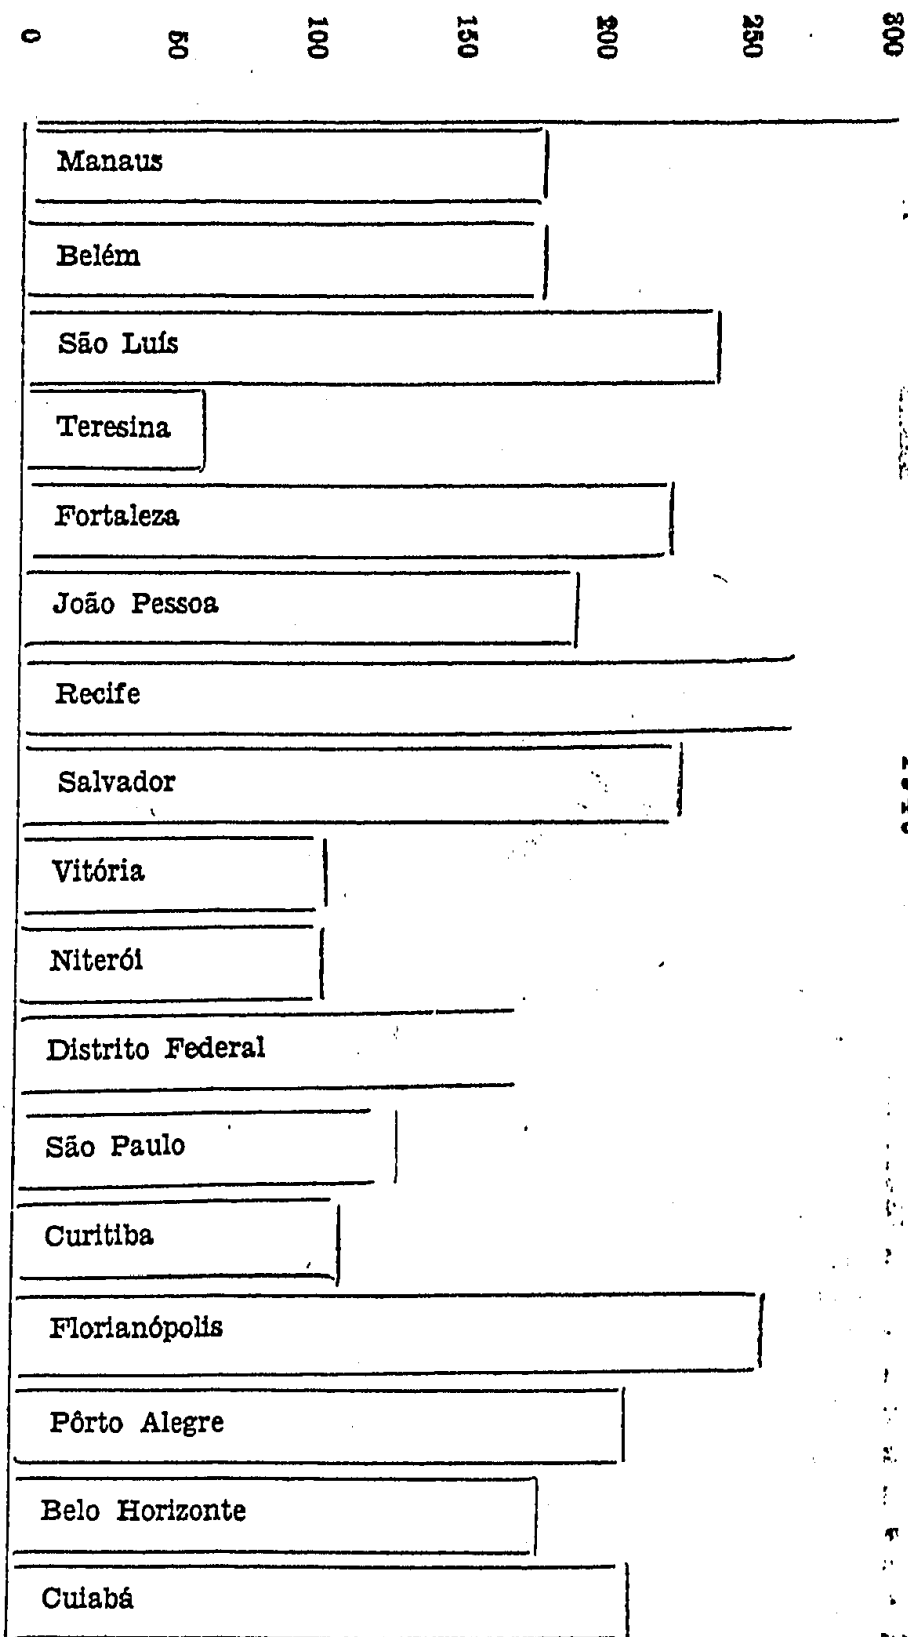 0
50
100
150
200
250
300
Manaus
Belém
São Luís
Teresina
Fortaleza
João Pessoa
Recife
Salvador
Vitória
Niterói
Distrito Federal
São Paulo
Curitiba
Florianópolis
Pôrto Alegre
Belo Horizonte
Cuiabá